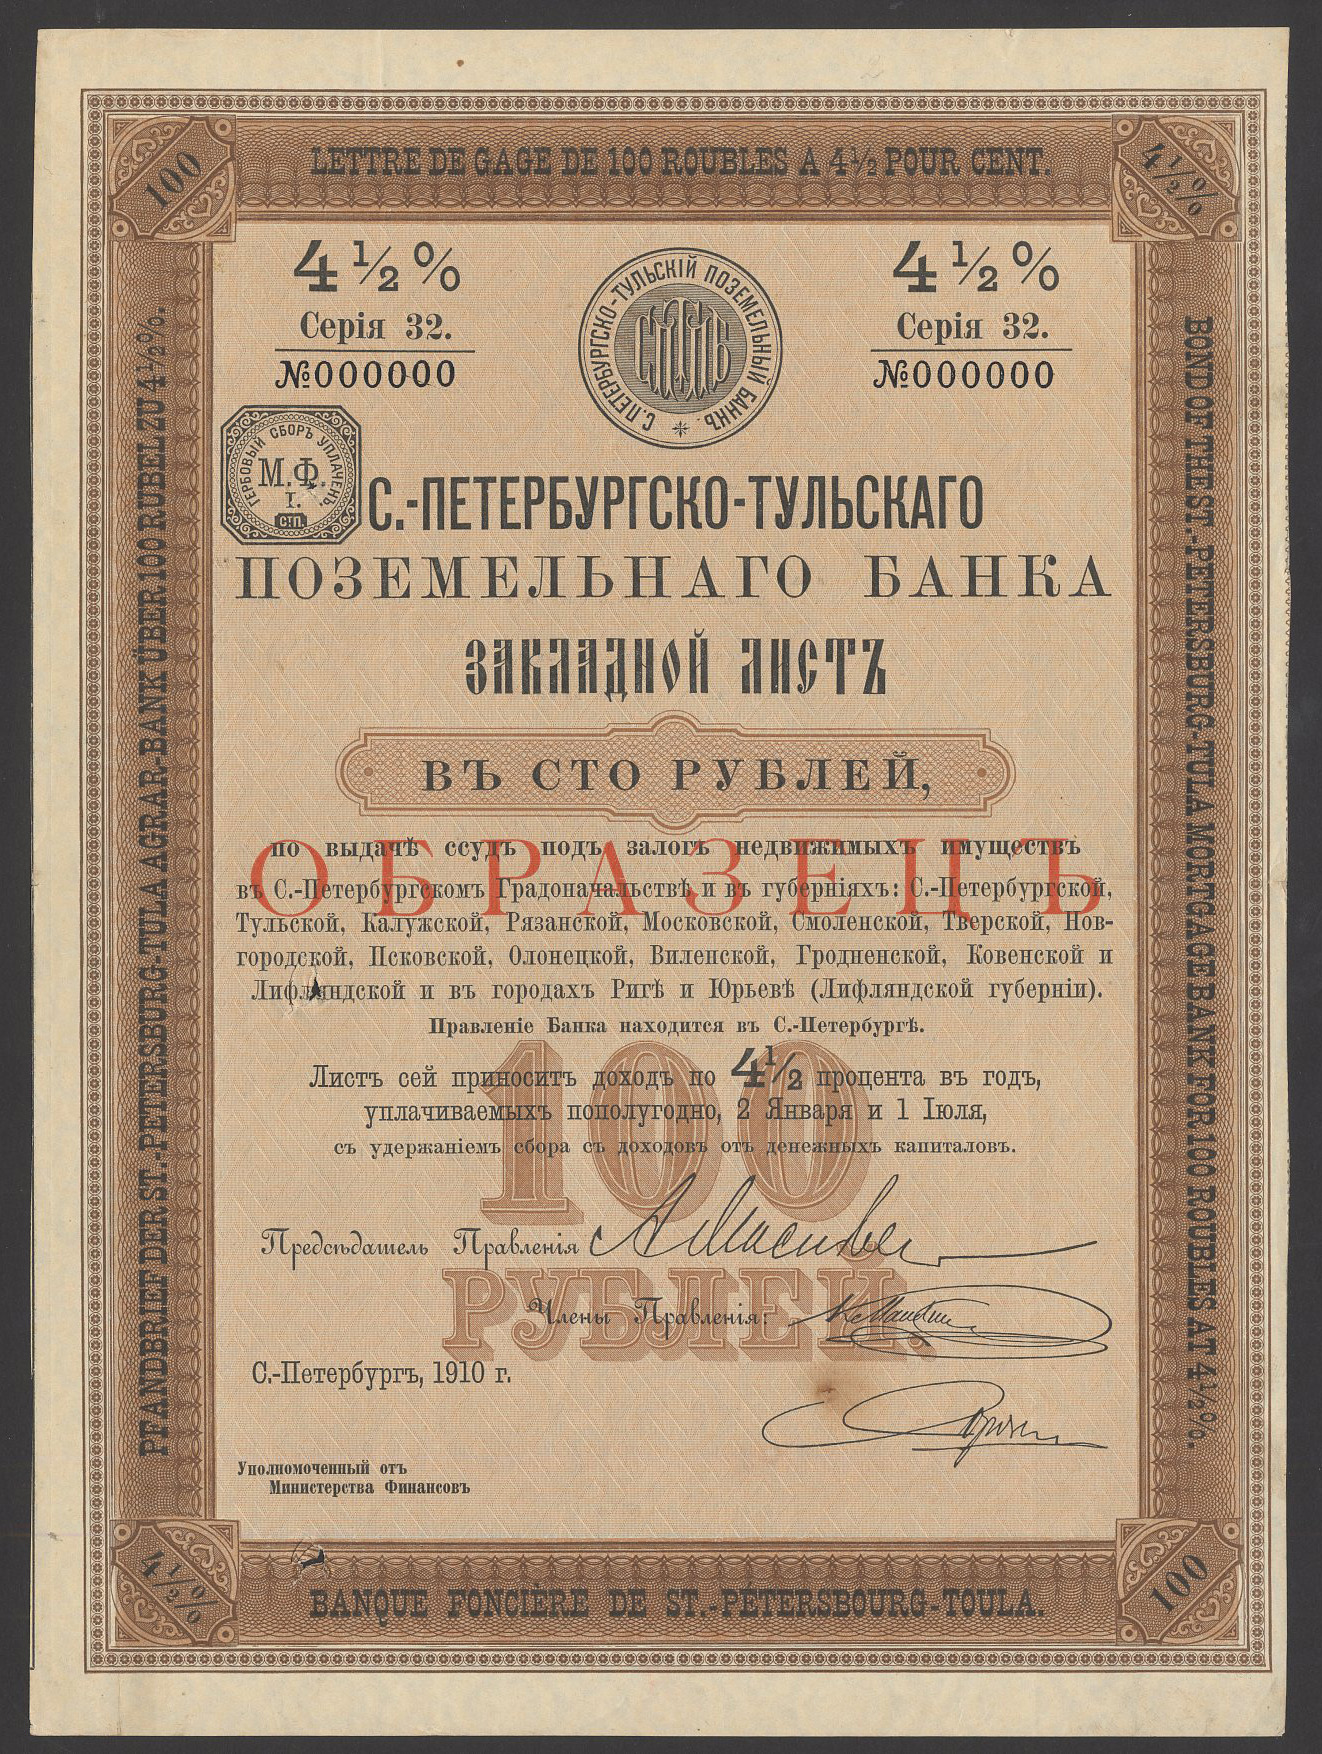 LETTRE DE GAGE DE 100 ROUBLES A 4½ POUR CENT.
100
4½%
4½%
Серія 32.
№000000
С.ПЕТЕРБУРГСКО-ТУЛЬСКІЙ ПОЗЕМЕЛЬНЫЙ БАНКЪ.
СПТПБ
4½%
Серія 32.
№000000
ГЕРБОВЫЙ СБОРЪ УПЛАЧЕНЪ.
М.Ф.
I.
С.П.
С.-ПЕТЕРБУРГСКО-ТУЛЬСКАГО
ПОЗЕМЕЛЬНАГО БАНКА
ЗАКЛАДНОЙ ЛИСТЪ
ВЪ СТО РУБЛЕЙ,
ОБРАЗЕЦЪ
по выдачѣ ссудъ подъ залогъ недвижимыхъ имуществъ
въ С.-Петербургскомъ Градоначальствѣ и въ губерніяхъ: С.-Петербургской,
Тульской, Калужской, Рязанской, Московской, Смоленской, Тверской, Нов-
городской, Псковской, Олонецкой, Виленской, Гродненской, Ковенской и
Лифляндской и въ городахъ Ригѣ и Юрьевѣ (Лифляндской губерніи).
Правленіе Банка находится въ С.-Петербургѣ.
Листъ сей приноситъ доходъ по 4½ процента въ годъ,
уплачиваемыхъ пополугодно, 2 Января и 1 Іюля,
съ удержаніемъ сбора съ доходовъ отъ денежныхъ капиталовъ.
100
РУБЛЕЙ.
Предсѣдатель Правленія
Члены Правленія:
С.-Петербургъ, 1910 г.
Уполномоченный отъ
Министерства Финансовъ
PFANDBRIEF DER ST.-PETERSBURG-TULA AGRAR-BANK ÜBER 100 RUBEL ZU 4½%.
BOND OF THE ST.-PETERSBURG-TULA MORTGAGE BANK FOR 100 ROUBLES AT 4½%.
4½%
100
BANQUE FONCIÈRE DE ST.-PÉTERSBOURG-TOULA.